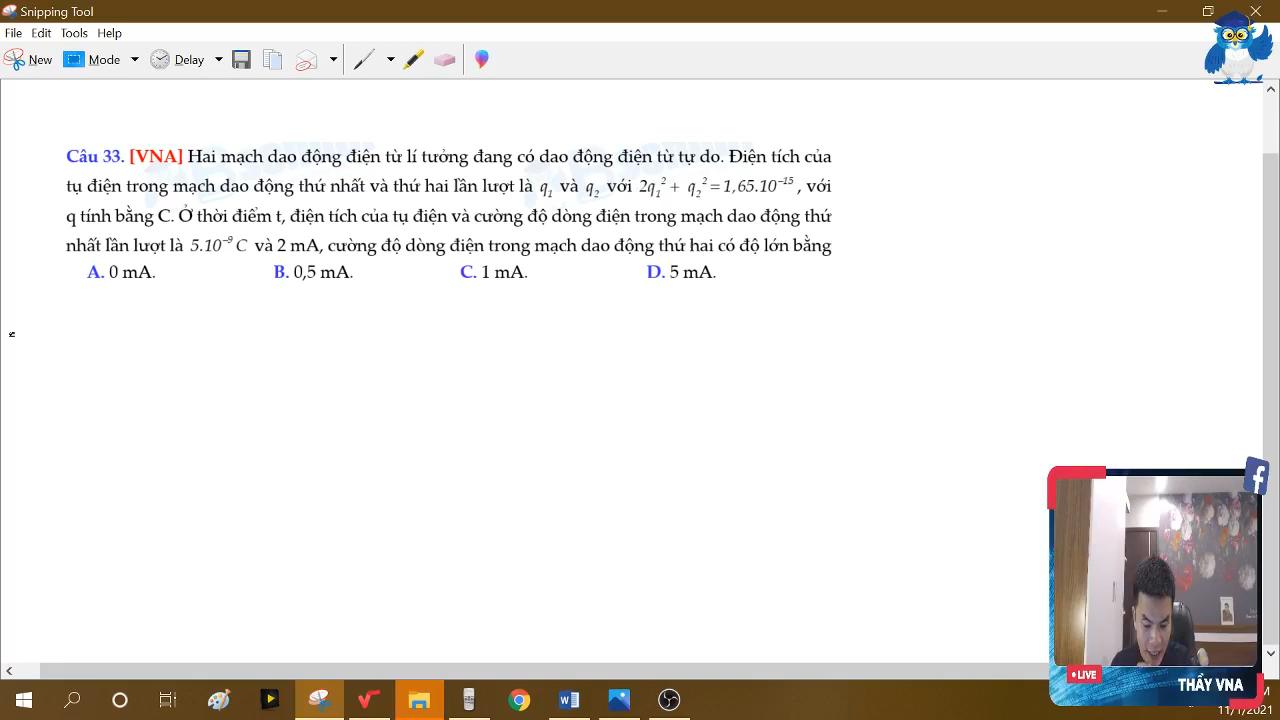 Snipping Tool
File Edit Tools Help
New Mode Delay
Câu 33. [VNA] Hai mạch dao động điện từ lí tưởng đang có dao động điện từ tự do. Điện tích của
tụ điện trong mạch dao động thứ nhất và thứ hai lần lượt là q₁ và q₂ với 2q₁² + q₂² = 1,65.10⁻¹⁵, với
q tính bằng C. Ở thời điểm t, điện tích của tụ điện và cường độ dòng điện trong mạch dao động thứ
nhất lần lượt là 5.10⁻⁹ C và 2 mA, cường độ dòng điện trong mạch dao động thứ hai có độ lớn bằng
A. 0 mA. B. 0,5 mA. C. 1 mA. D. 5 mA.
LIVE
THẦY VNA
11/1/2021